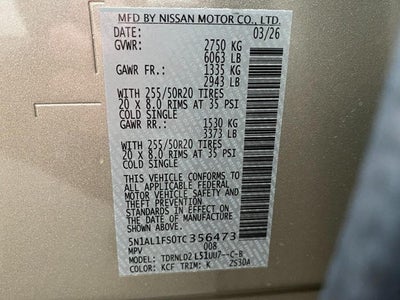 MFD BY NISSAN MOTOR CO., LTD.
DATE: 03/26
GVWR: 2750 KG
6063 LB
GAWR FR.: 1335 KG
2943 LB
WITH 255/50R20 TIRES
20 x 8.0 RIMS AT 35 PSI
COLD SINGLE
GAWR RR.: 1530 KG
3373 LB
WITH 255/50R20 TIRES
20 x 8.0 RIMS AT 35 PSI
COLD SINGLE
THIS VEHICLE CONFORMS TO
ALL APPLICABLE FEDERAL
MOTOR VEHICLE SAFETY AND
THEFT PREVENTION
STANDARDS IN EFFECT ON
THE DATE OF MANUFACTURE
SHOWN ABOVE.
5N1AL1FS0TC356473
MPV 008
MODEL: TDRNLDZ L51UU7--C-B
COLOR: KCF TRIM: K 2S30A